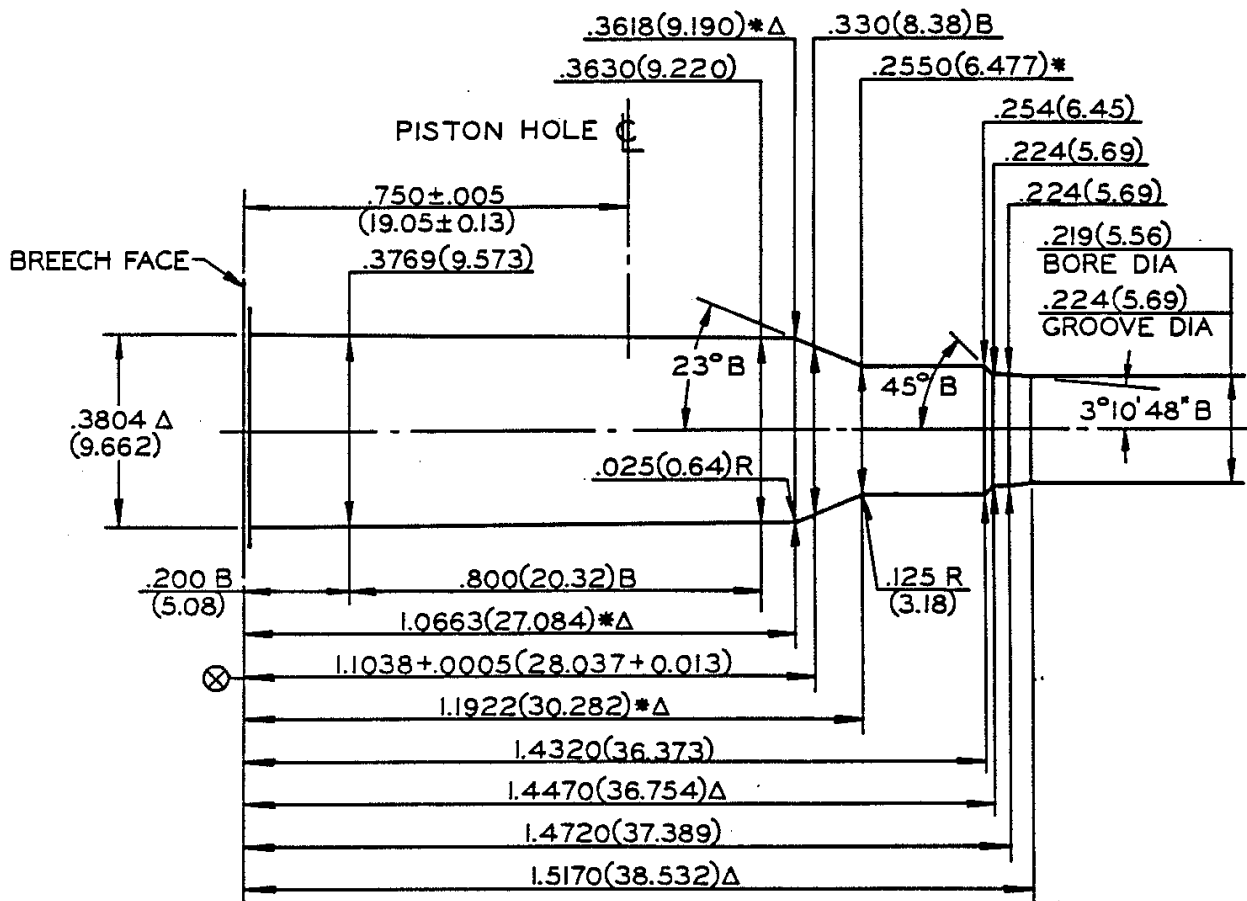 .3618(9.190)*Δ
.330(8.38)B
.3630(9.220)
.2550(6.477)*
PISTON HOLE ℄
.254(6.45)
.224(5.69)
.750±.005
(19.05±0.13)
.224(5.69)
BREECH FACE
.3769(9.573)
.219(5.56)
BORE DIA
.224(5.69)
GROOVE DIA
23°B
45°B
3°10'48"B
.3804 Δ
(9.662)
.025(0.64)R
.200 B
(5.08)
.800(20.32)B
.125 R
(3.18)
1.0663(27.084)*Δ
⊗
1.1038+.0005(28.037+0.013)
1.1922(30.282)*Δ
1.4320(36.373)
1.4470(36.754)Δ
1.4720(37.389)
1.5170(38.532)Δ